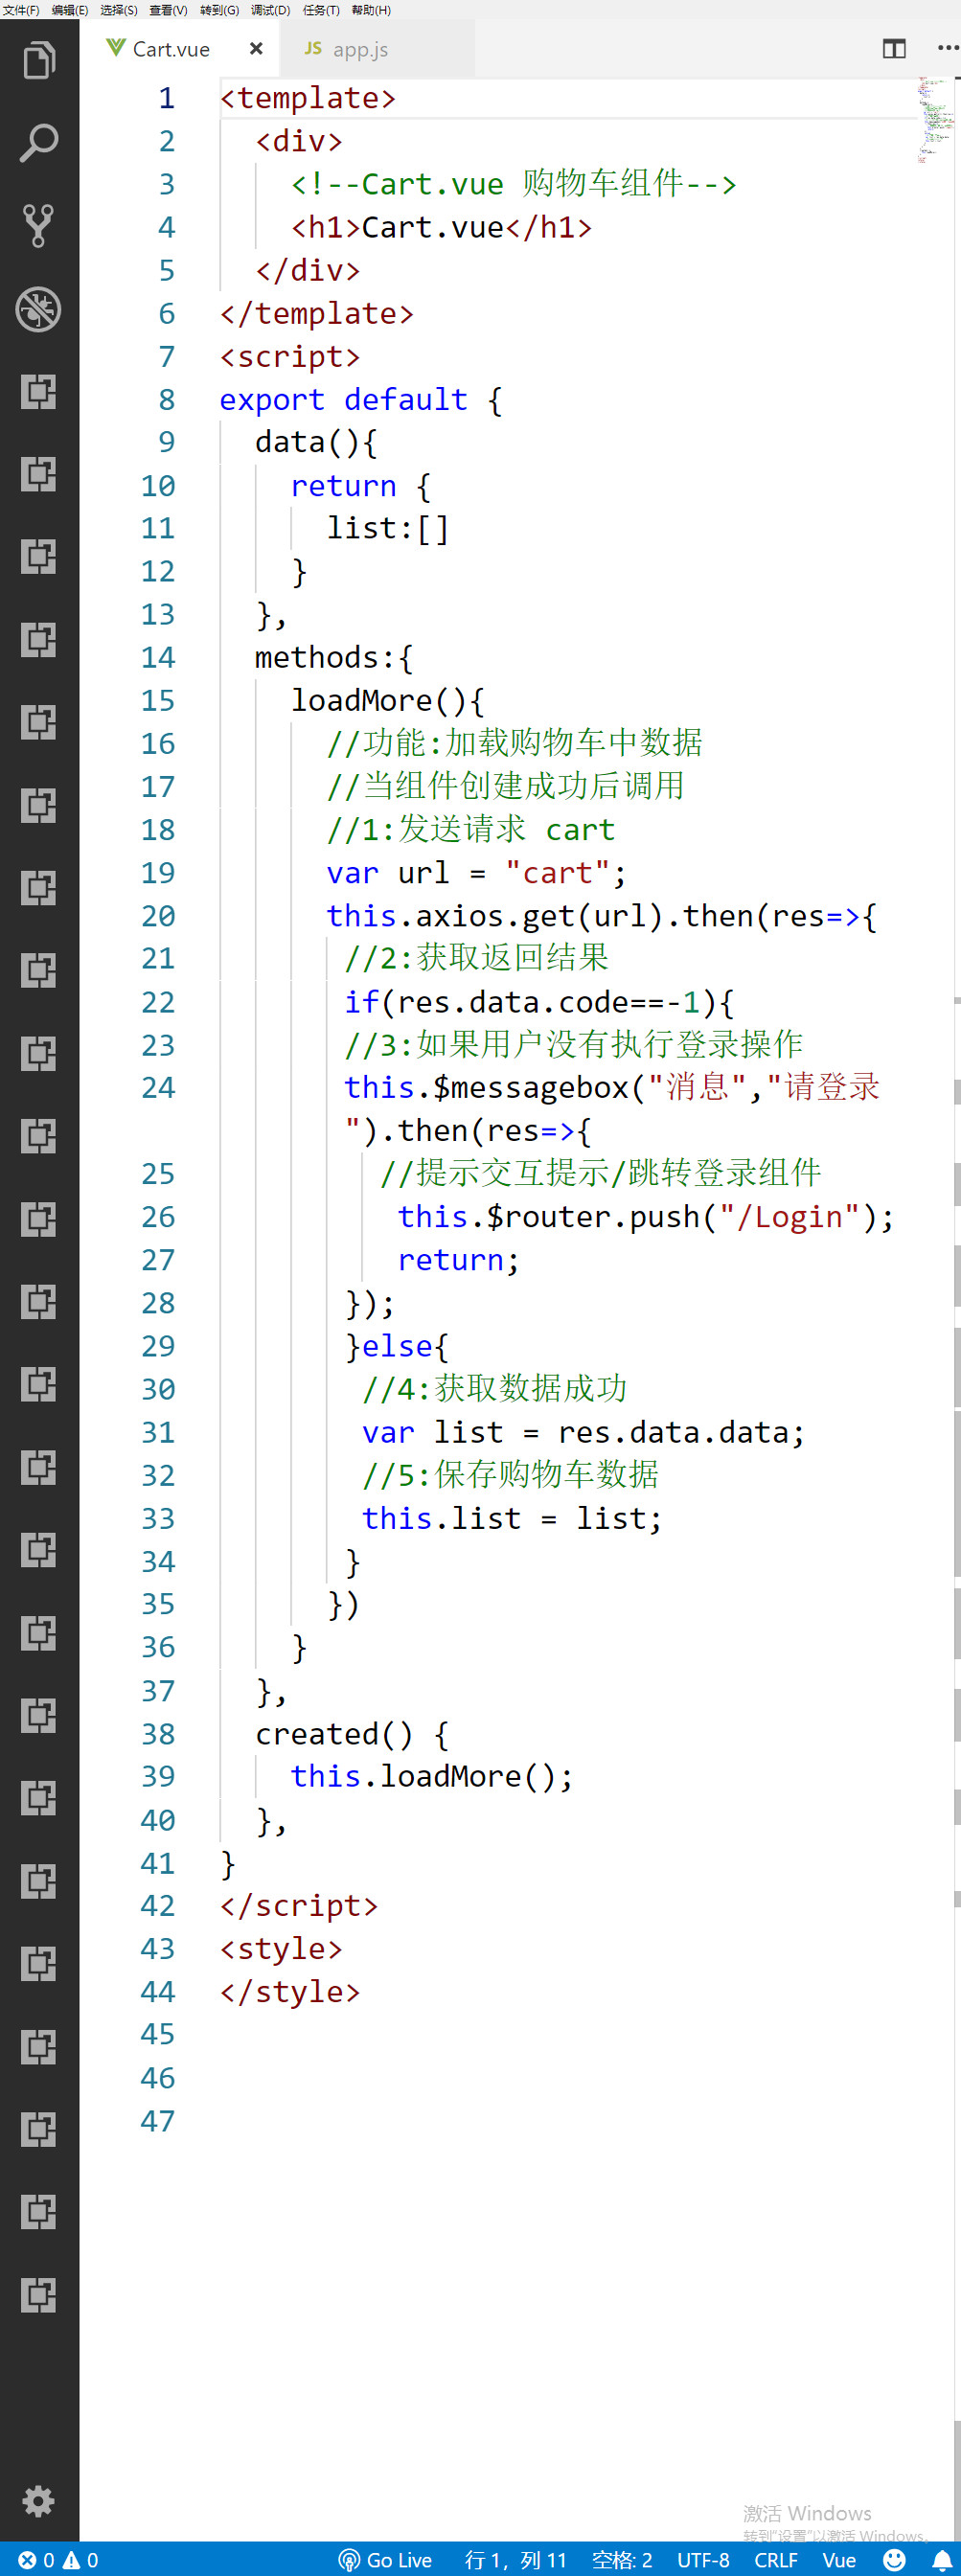 文件(F) 编辑(E) 选择(S) 查看(V) 转到(G) 调试(D) 任务(T) 帮助(H)
Cart.vue × JS app.js
1 <template>
2 <div>
3 <!--Cart.vue 购物车组件-->
4 <h1>Cart.vue</h1>
5 </div>
6 </template>
7 <script>
8 export default {
9 data(){
10 return {
11 list:[]
12 }
13 },
14 methods:{
15 loadMore(){
16 //功能:加载购物车中数据
17 //当组件创建成功后调用
18 //1:发送请求 cart
19 var url = "cart";
20 this.axios.get(url).then(res=>{
21 //2:获取返回结果
22 if(res.data.code==-1){
23 //3:如果用户没有执行登录操作
24 this.$messagebox("消息","请登录
").then(res=>{
25 //提示交互提示/跳转登录组件
26 this.$router.push("/Login");
27 return;
28 });
29 }else{
30 //4:获取数据成功
31 var list = res.data.data;
32 //5:保存购物车数据
33 this.list = list;
34 }
35 })
36 }
37 },
38 created() {
39 this.loadMore();
40 },
41 }
42 </script>
43 <style>
44 </style>
45
46
47
激活 Windows
转到"设置"以激活 Windows。
0 0 Go Live 行 1，列 11 空格: 2 UTF-8 CRLF Vue